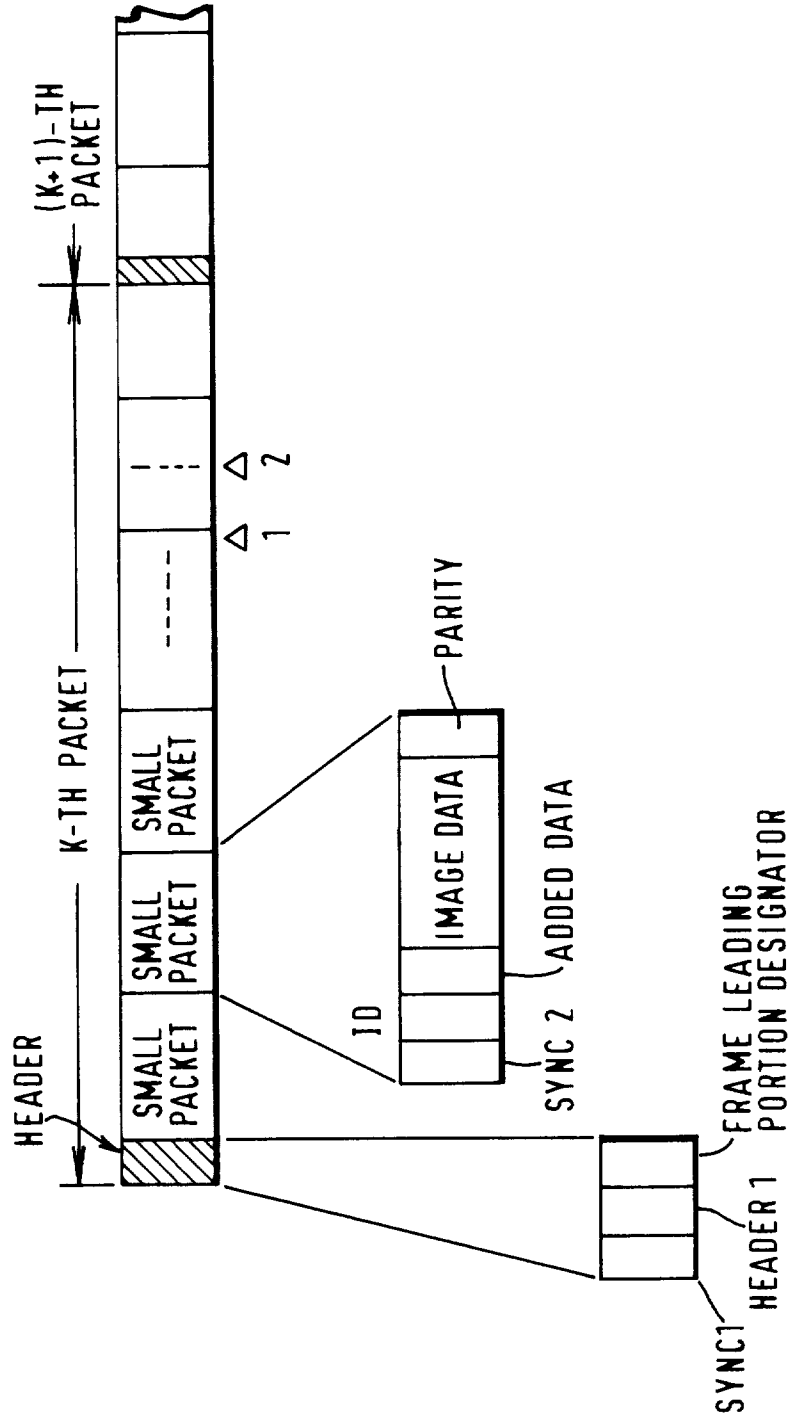 HEADER
K-TH PACKET
(K+1)-TH
PACKET
SMALL
PACKET
SMALL
PACKET
SMALL
PACKET
1
2
ID
IMAGE DATA
PARITY
SYNC 2
ADDED DATA
SYNC1
HEADER 1
FRAME LEADING
PORTION DESIGNATOR